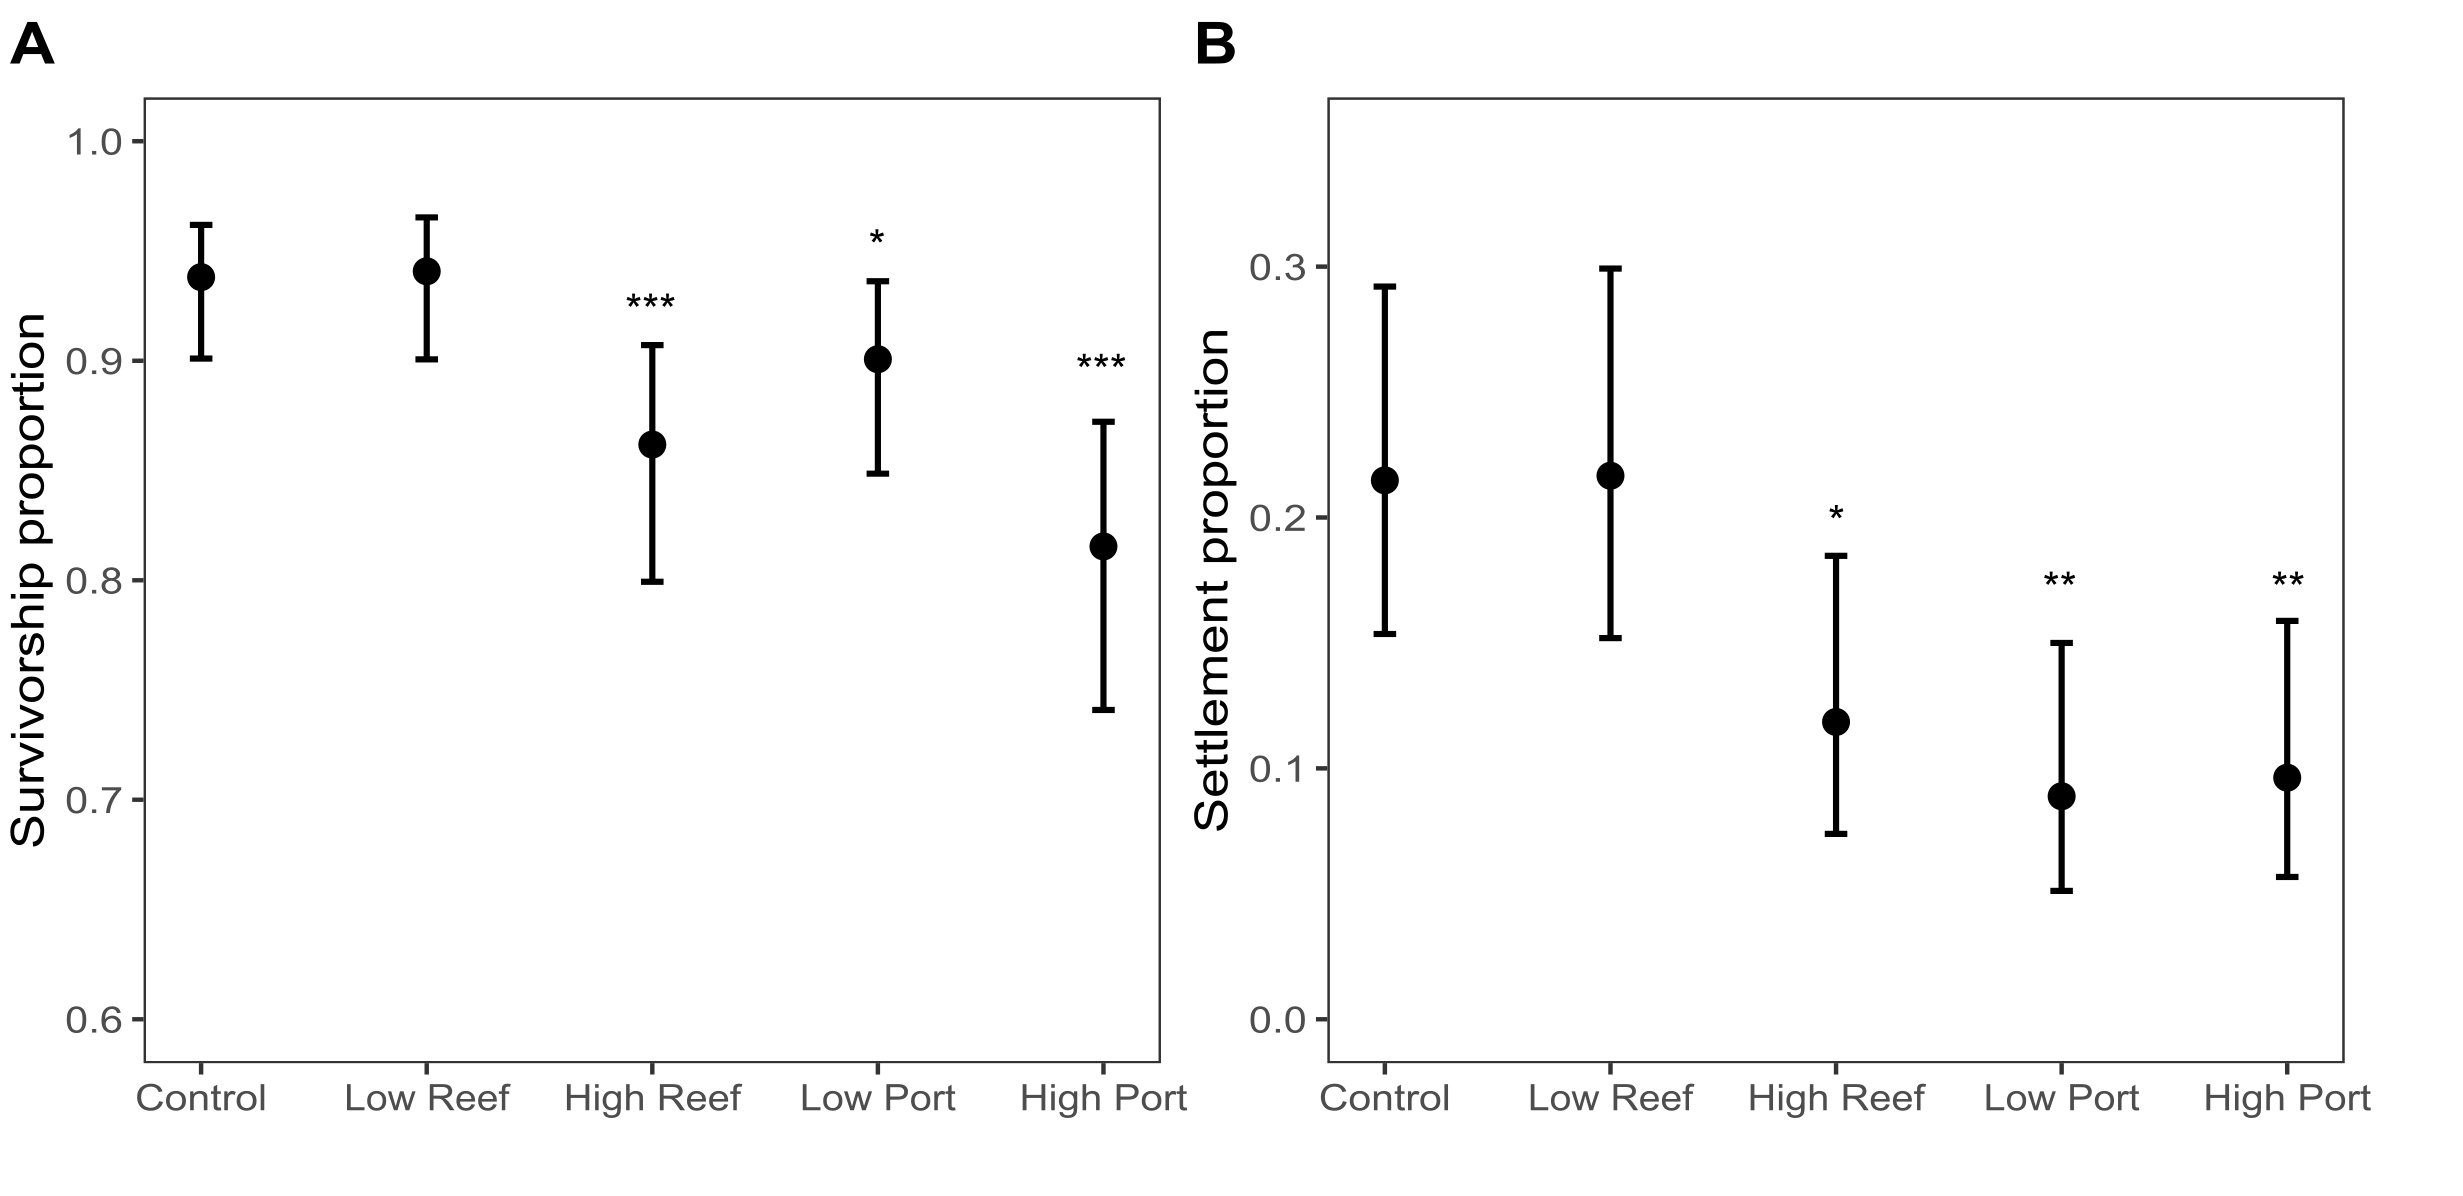 A
Survivorship proportion
1.0
0.9
0.8
0.7
0.6
***
*
***
Control
Low Reef
High Reef
Low Port
High Port
B
Settlement proportion
0.3
0.2
0.1
0.0
*
**
**
Control
Low Reef
High Reef
Low Port
High Port